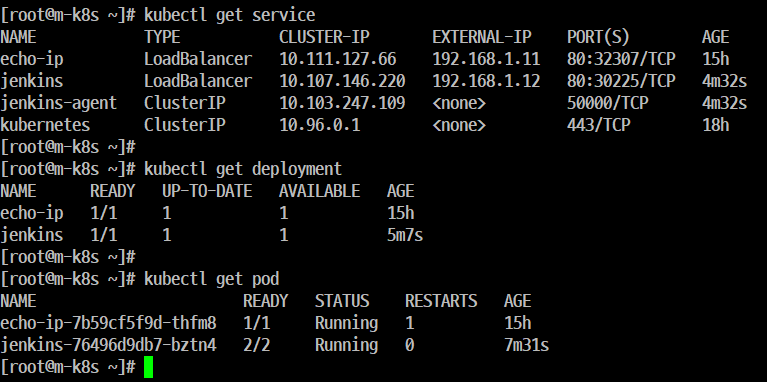 [root@m-k8s ~]# kubectl get service
NAME TYPE CLUSTER-IP EXTERNAL-IP PORT(S) AGE
echo-ip LoadBalancer 10.111.127.66 192.168.1.11 80:32307/TCP 15h
jenkins LoadBalancer 10.107.146.220 192.168.1.12 80:30225/TCP 4m32s
jenkins-agent ClusterIP 10.103.247.109 <none> 50000/TCP 4m32s
kubernetes ClusterIP 10.96.0.1 <none> 443/TCP 18h
[root@m-k8s ~]#
[root@m-k8s ~]# kubectl get deployment
NAME READY UP-TO-DATE AVAILABLE AGE
echo-ip 1/1 1 1 15h
jenkins 1/1 1 1 5m7s
[root@m-k8s ~]#
[root@m-k8s ~]# kubectl get pod
NAME READY STATUS RESTARTS AGE
echo-ip-7b59cf5f9d-thfm8 1/1 Running 1 15h
jenkins-76496d9db7-bztn4 2/2 Running 0 7m31s
[root@m-k8s ~]#